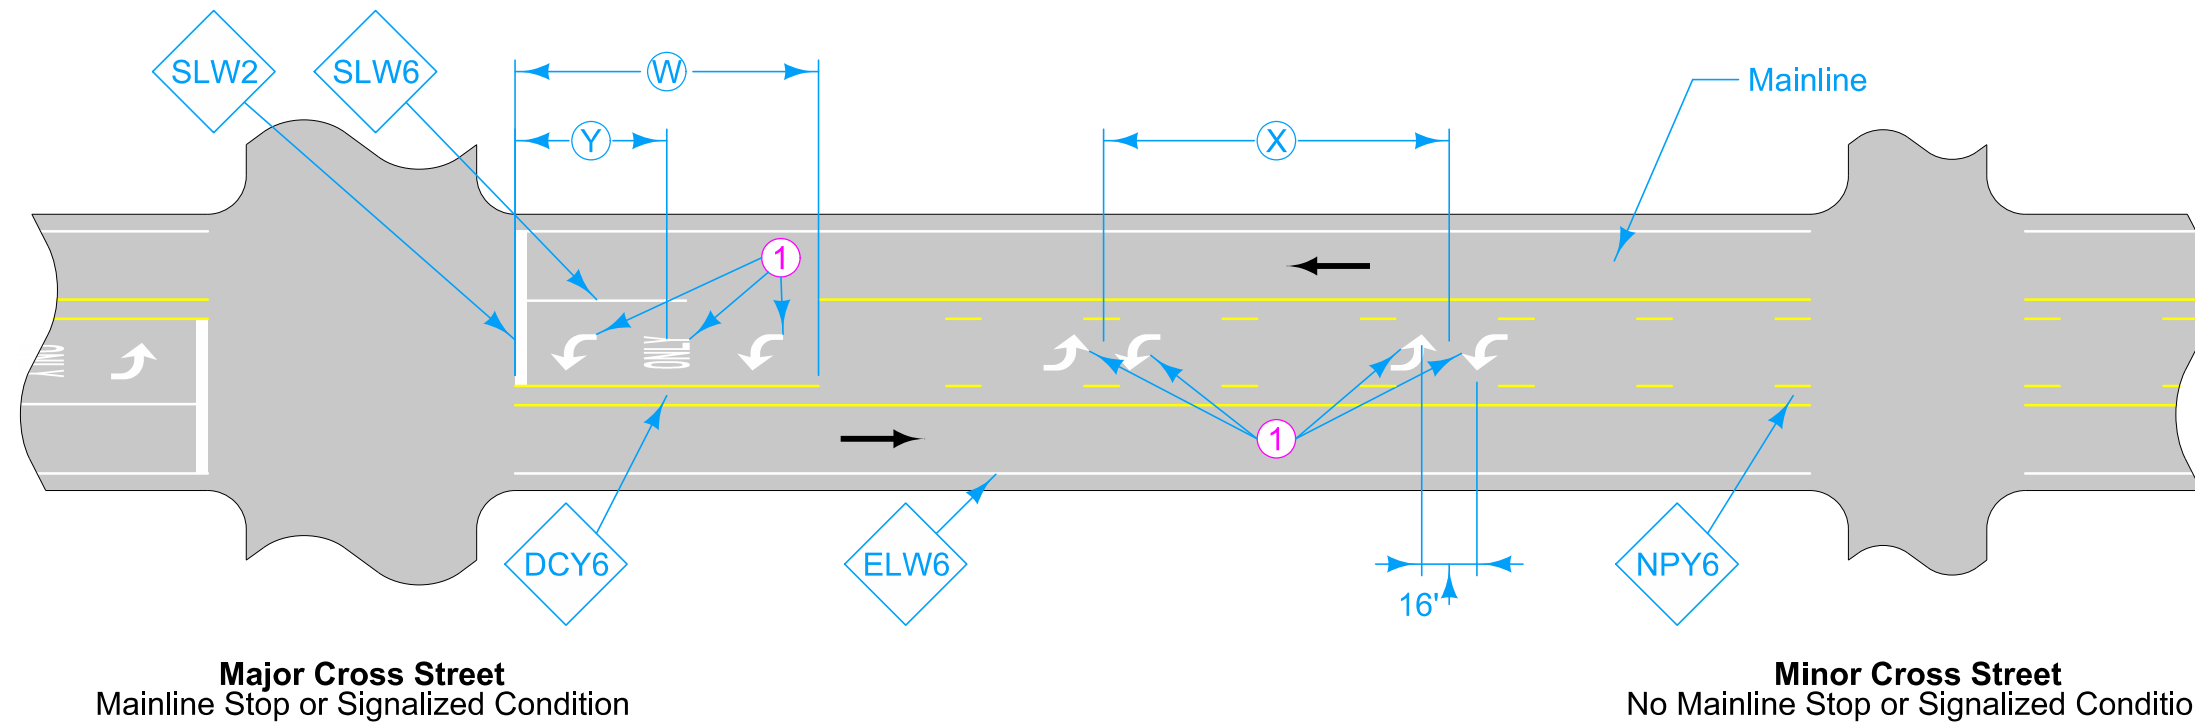 SLW2
SLW6
W
Mainline
Y
X
1
ONLY
ONLY
1
DCY6
ELW6
NPY6
16'
Major Cross Street
Mainline Stop or Signalized Condition
Minor Cross Street
No Mainline Stop or Signalized Conditio